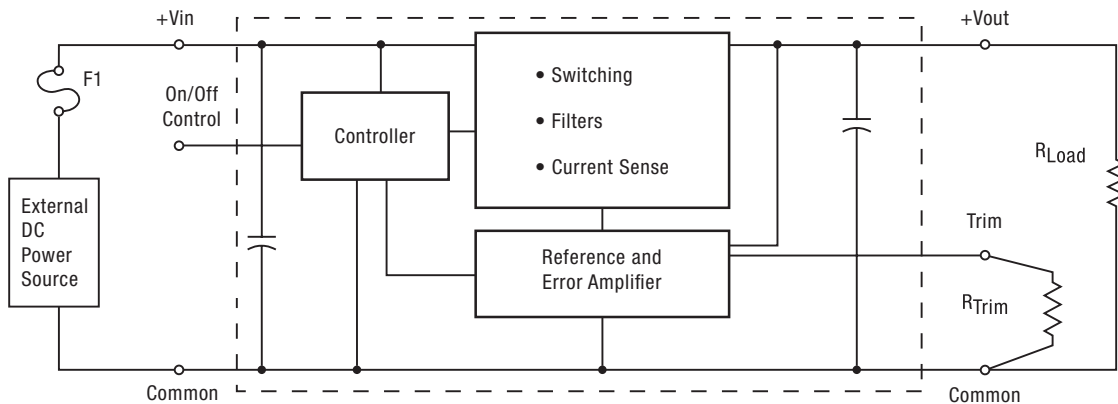 +Vin
+Vout
F1
On/Off
Control
Controller
• Switching
• Filters
• Current Sense
RLoad
External
DC
Power
Source
Reference and
Error Amplifier
Trim
RTrim
Common
Common